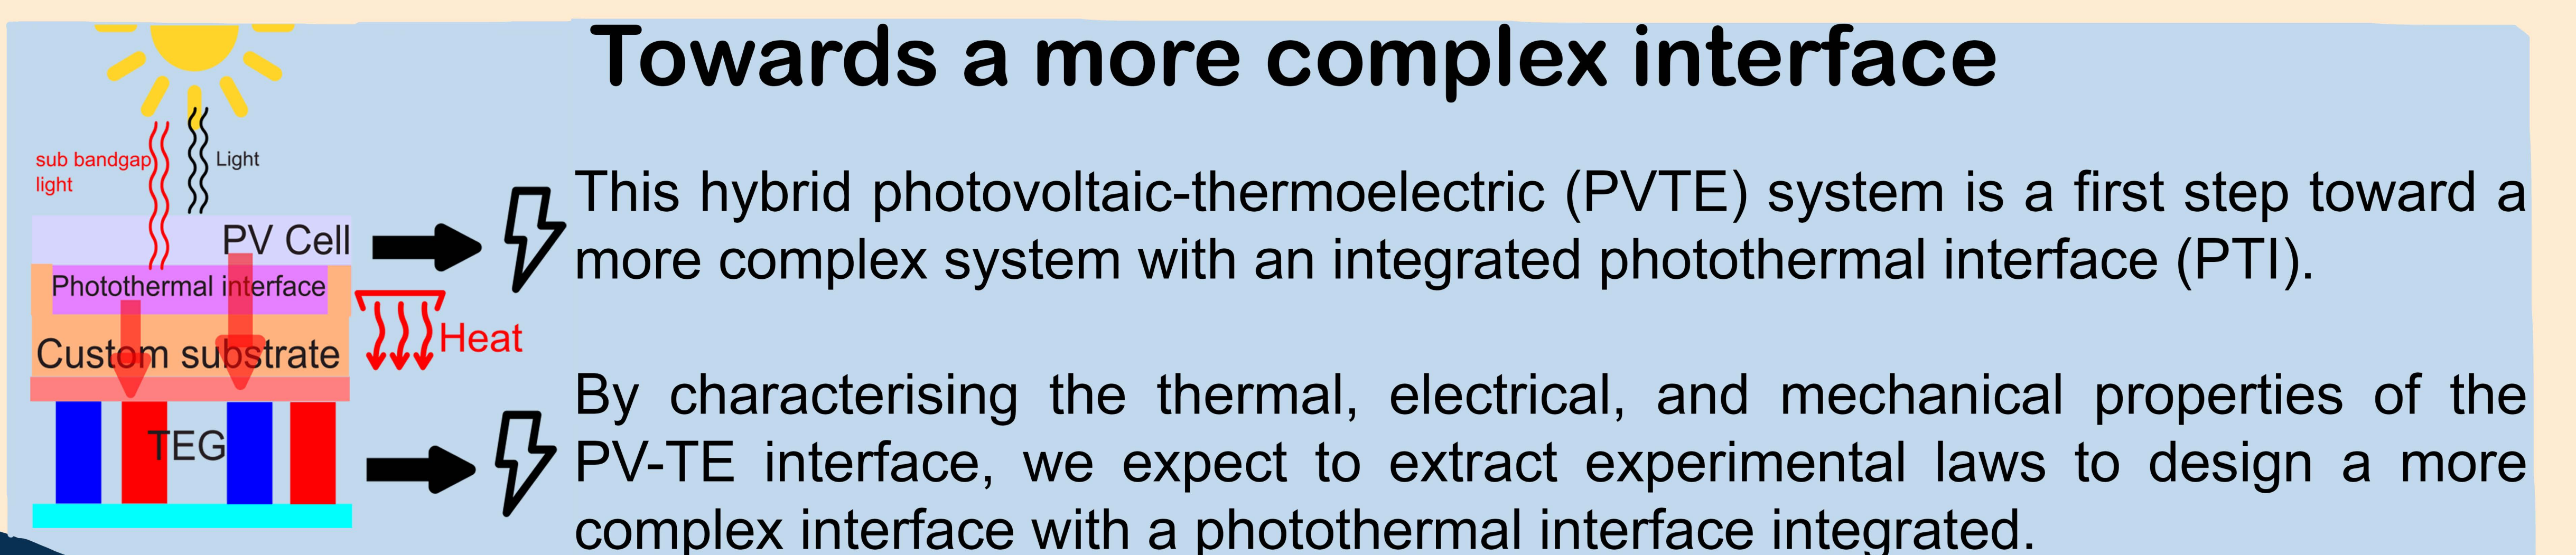 Towards a more complex interface
sub bandgap
light
Light
PV Cell
Photothermal interface
Custom substrate
Heat
TEG
This hybrid photovoltaic-thermoelectric (PVTE) system is a first step toward a
more complex system with an integrated photothermal interface (PTI).
By characterising the thermal, electrical, and mechanical properties of the
PV-TE interface, we expect to extract experimental laws to design a more
complex interface with a photothermal interface integrated.